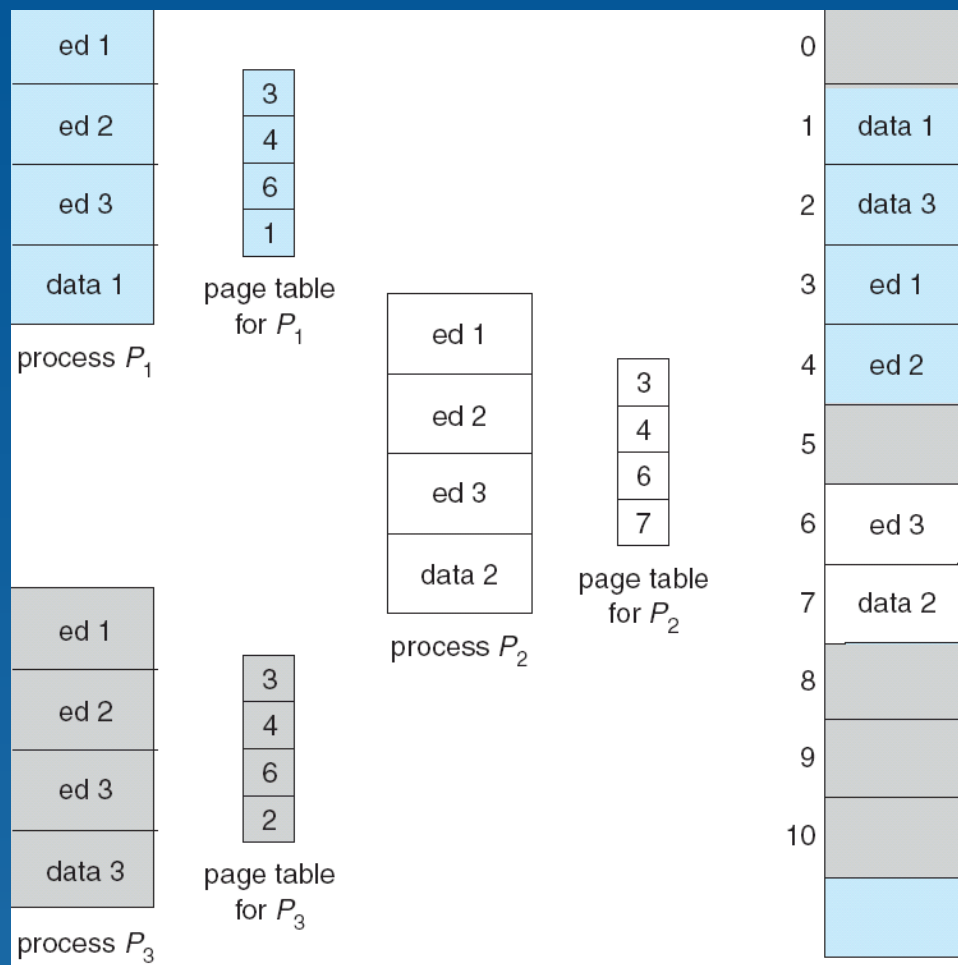 ed 1
ed 2
ed 3
data 1
process P1
3
4
6
1
page table
for P1
ed 1
ed 2
ed 3
data 2
process P2
3
4
6
7
page table
for P2
ed 1
ed 2
ed 3
data 3
process P3
3
4
6
2
page table
for P3
0
1 data 1
2 data 3
3 ed 1
4 ed 2
5
6 ed 3
7 data 2
8
9
10